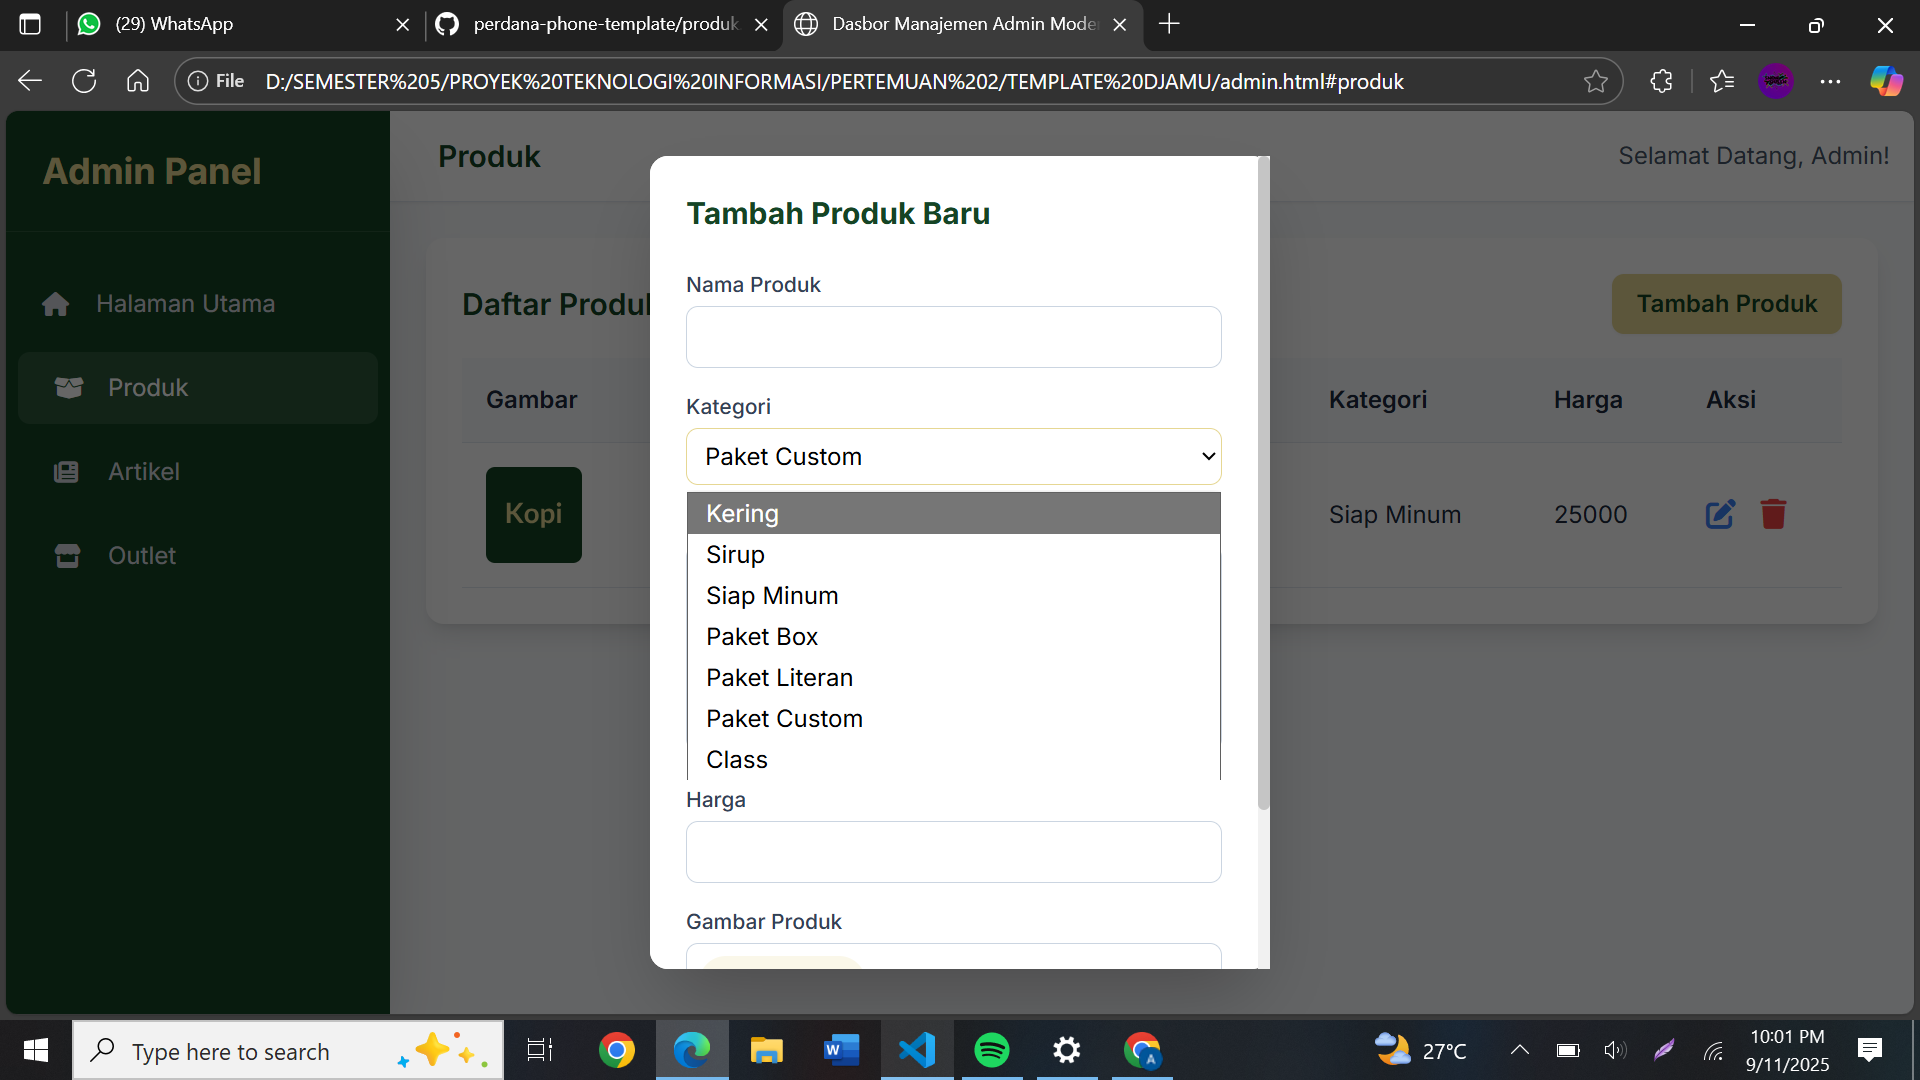 (29) WhatsApp
perdana-phone-template/produk
Dasbor Manajemen Admin Mode
File
D:/SEMESTER%205/PROYEK%20TEKNOLOGI%20INFORMASI/PERTEMUAN%202/TEMPLATE%20DJAMU/admin.html#produk
Admin Panel
Halaman Utama
Produk
Artikel
Outlet
Produk
Selamat Datang, Admin!
Daftar Produk
Tambah Produk
Gambar
Kategori
Harga
Aksi
Kopi
Siap Minum
25000
Tambah Produk Baru
Nama Produk
Kategori
Paket Custom
Kering
Sirup
Siap Minum
Paket Box
Paket Literan
Paket Custom
Class
Harga
Gambar Produk
Type here to search
W
A
27°C
10:01 PM
9/11/2025